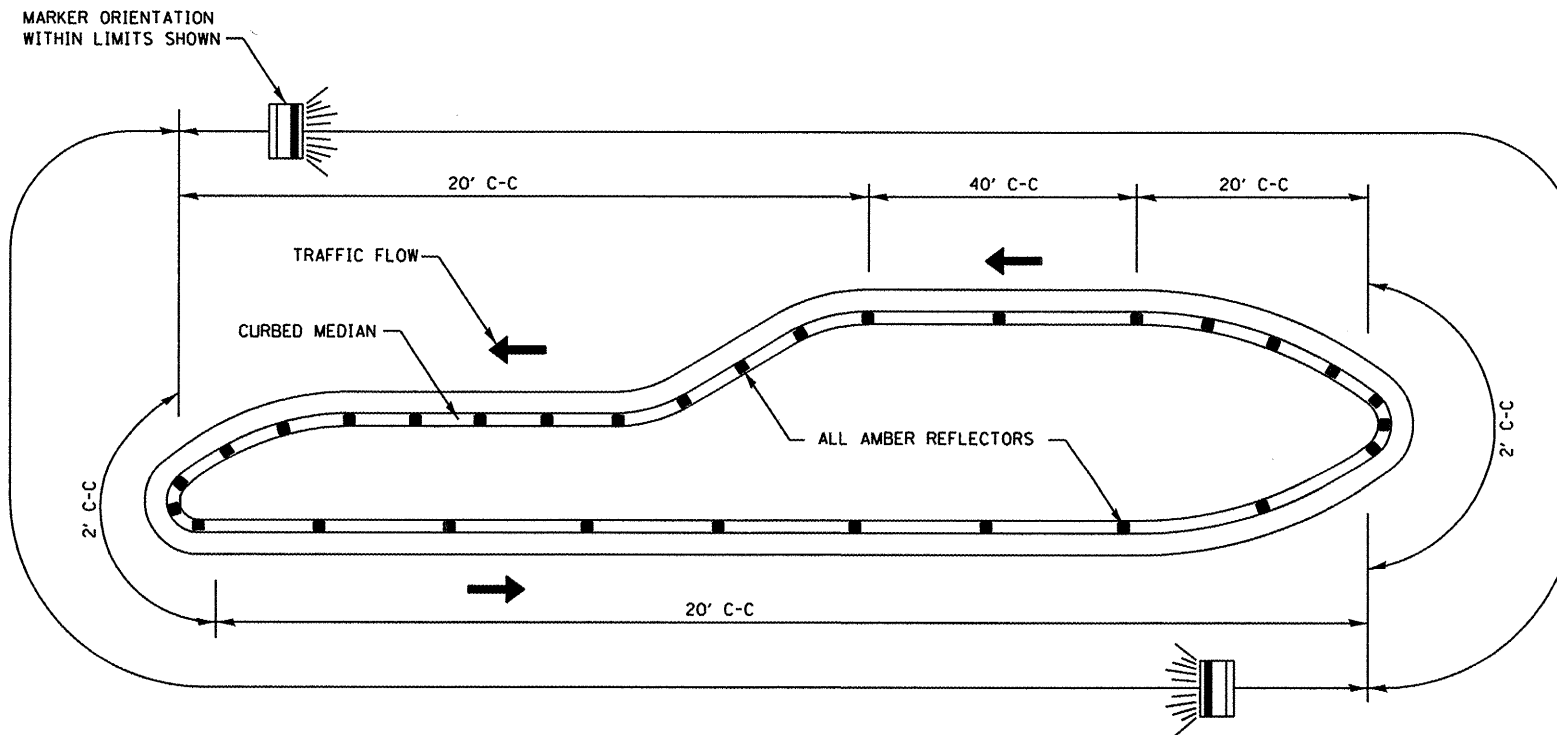 MARKER ORIENTATION
WITHIN LIMITS SHOWN
20' C-C
40' C-C
20' C-C
TRAFFIC FLOW
CURBED MEDIAN
ALL AMBER REFLECTORS
2' C-C
2' C-C
20' C-C